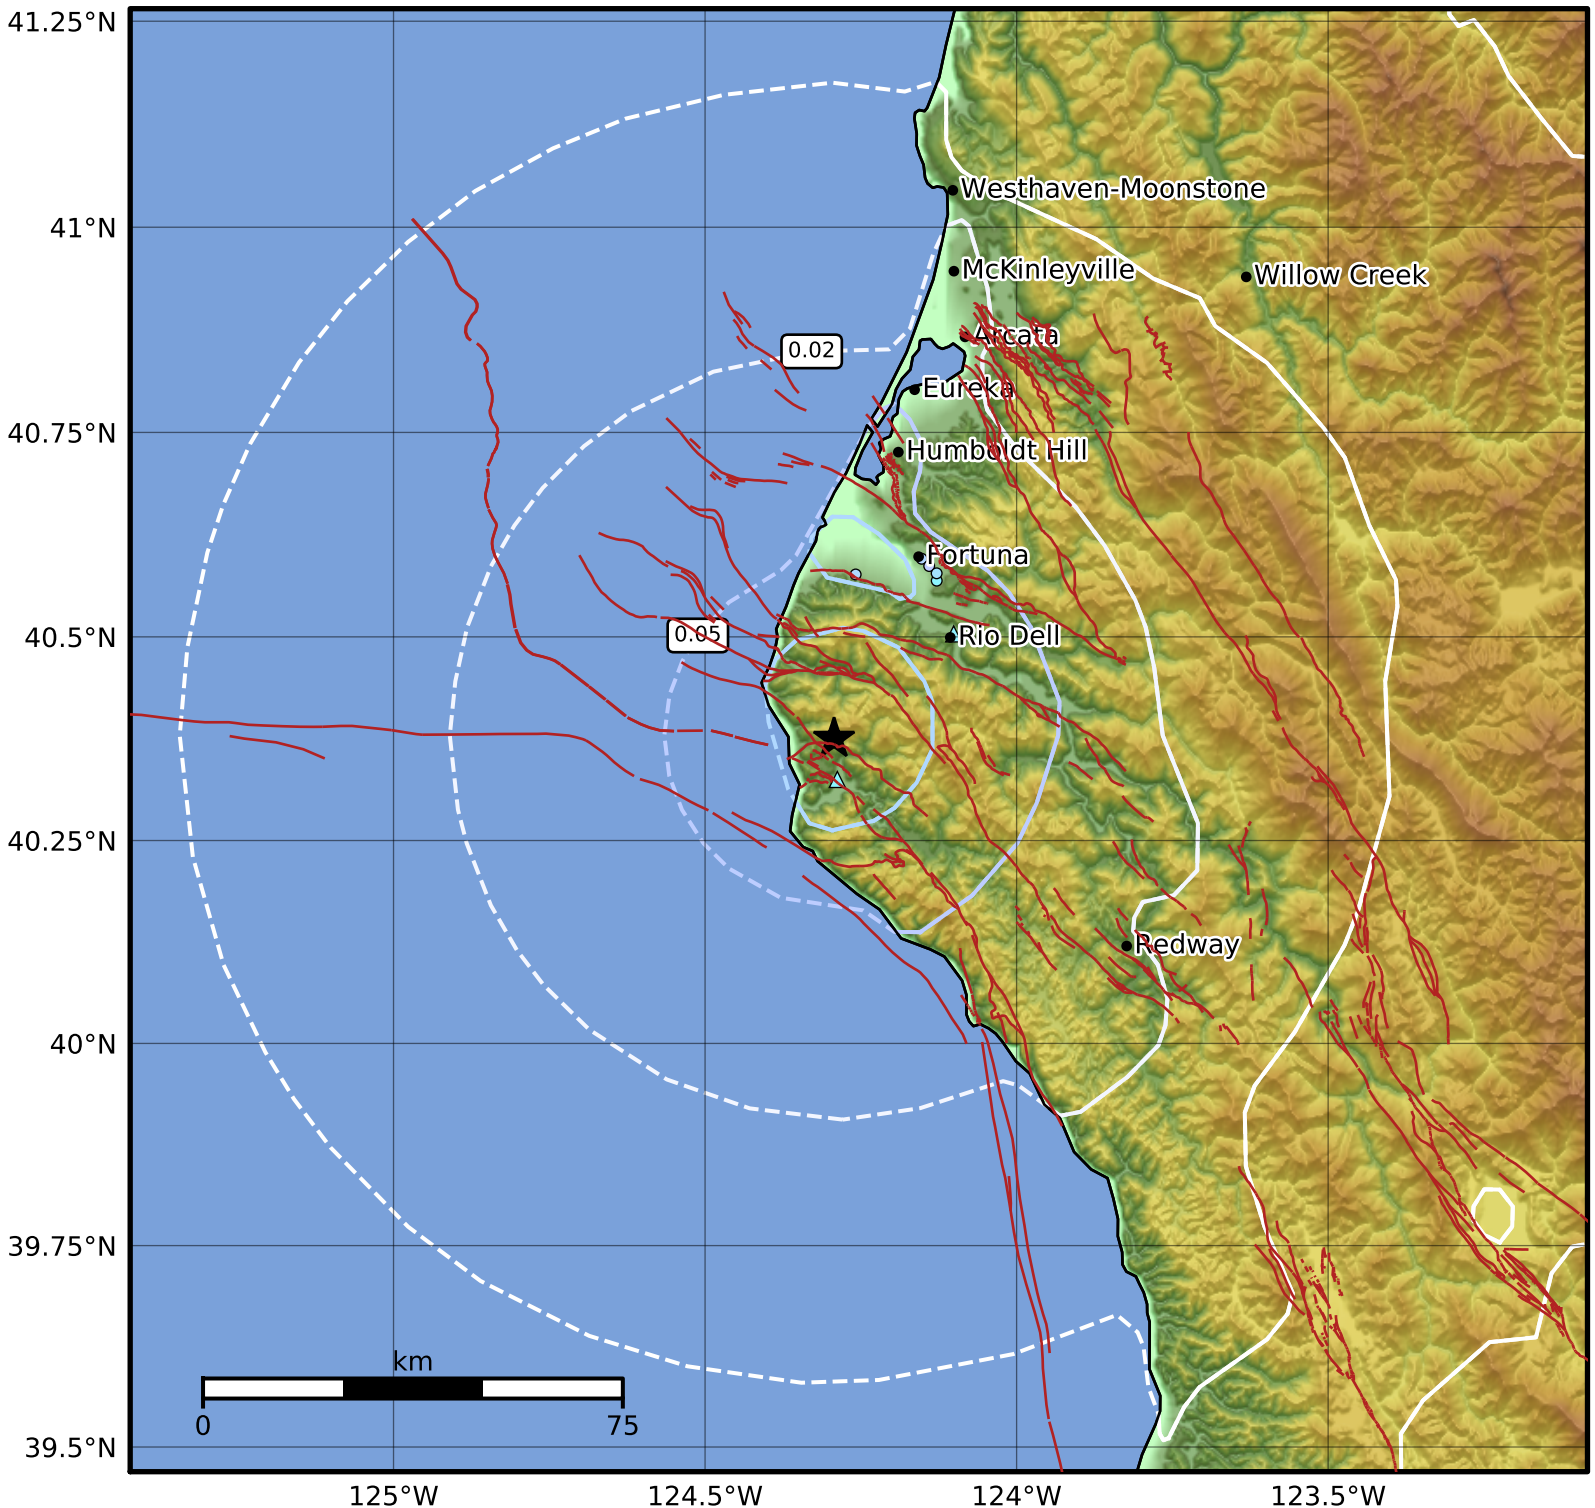 41.25°N
41°N
40.75°N
40.5°N
40.25°N
40°N
39.75°N
39.5°N
Westhaven-Moonstone
McKinleyville
Willow Creek
Arcata
0.02
Eureka
Humboldt Hill
Fortuna
0.05
Rio Dell
Redway
km
0
75
125°W
124.5°W
124°W
123.5°W